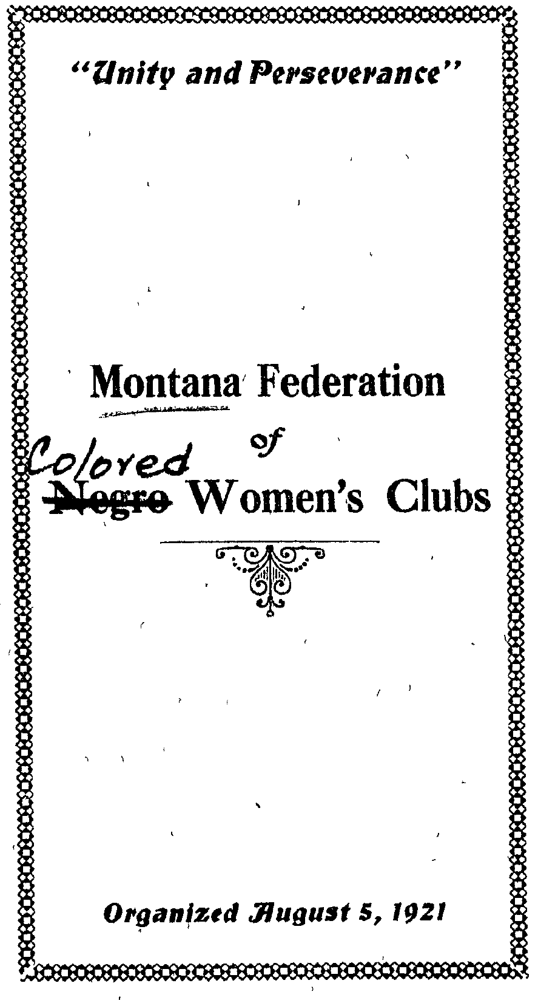 “Unity and Perseverance”
Montana Federation
of
Colored
Negro Women's Clubs
Organized August 5, 1921